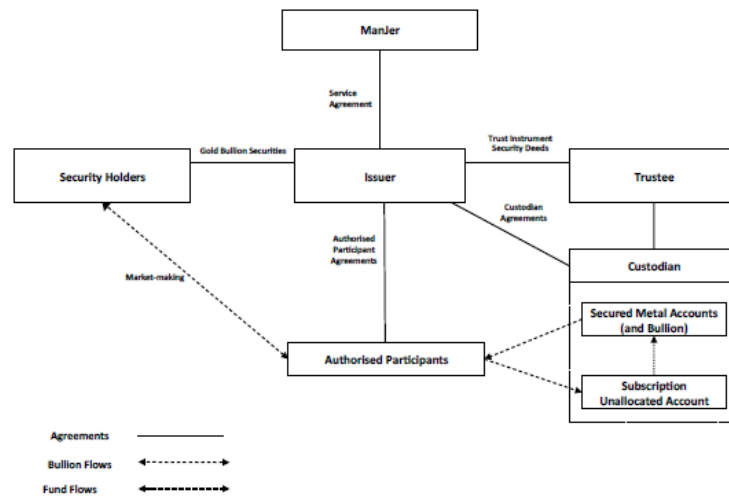 ManJer
Service
Agreement
Gold Bullion Securities
Trust Instrument
Security Deeds
Security Holders
Issuer
Trustee
Custodian
Agreements
Authorised
Participant
Agreements
Custodian
Market-making
Secured Metal Accounts
(and Bullion)
Authorised Participants
Subscription
Unallocated Account
Agreements
Bullion Flows
Fund Flows